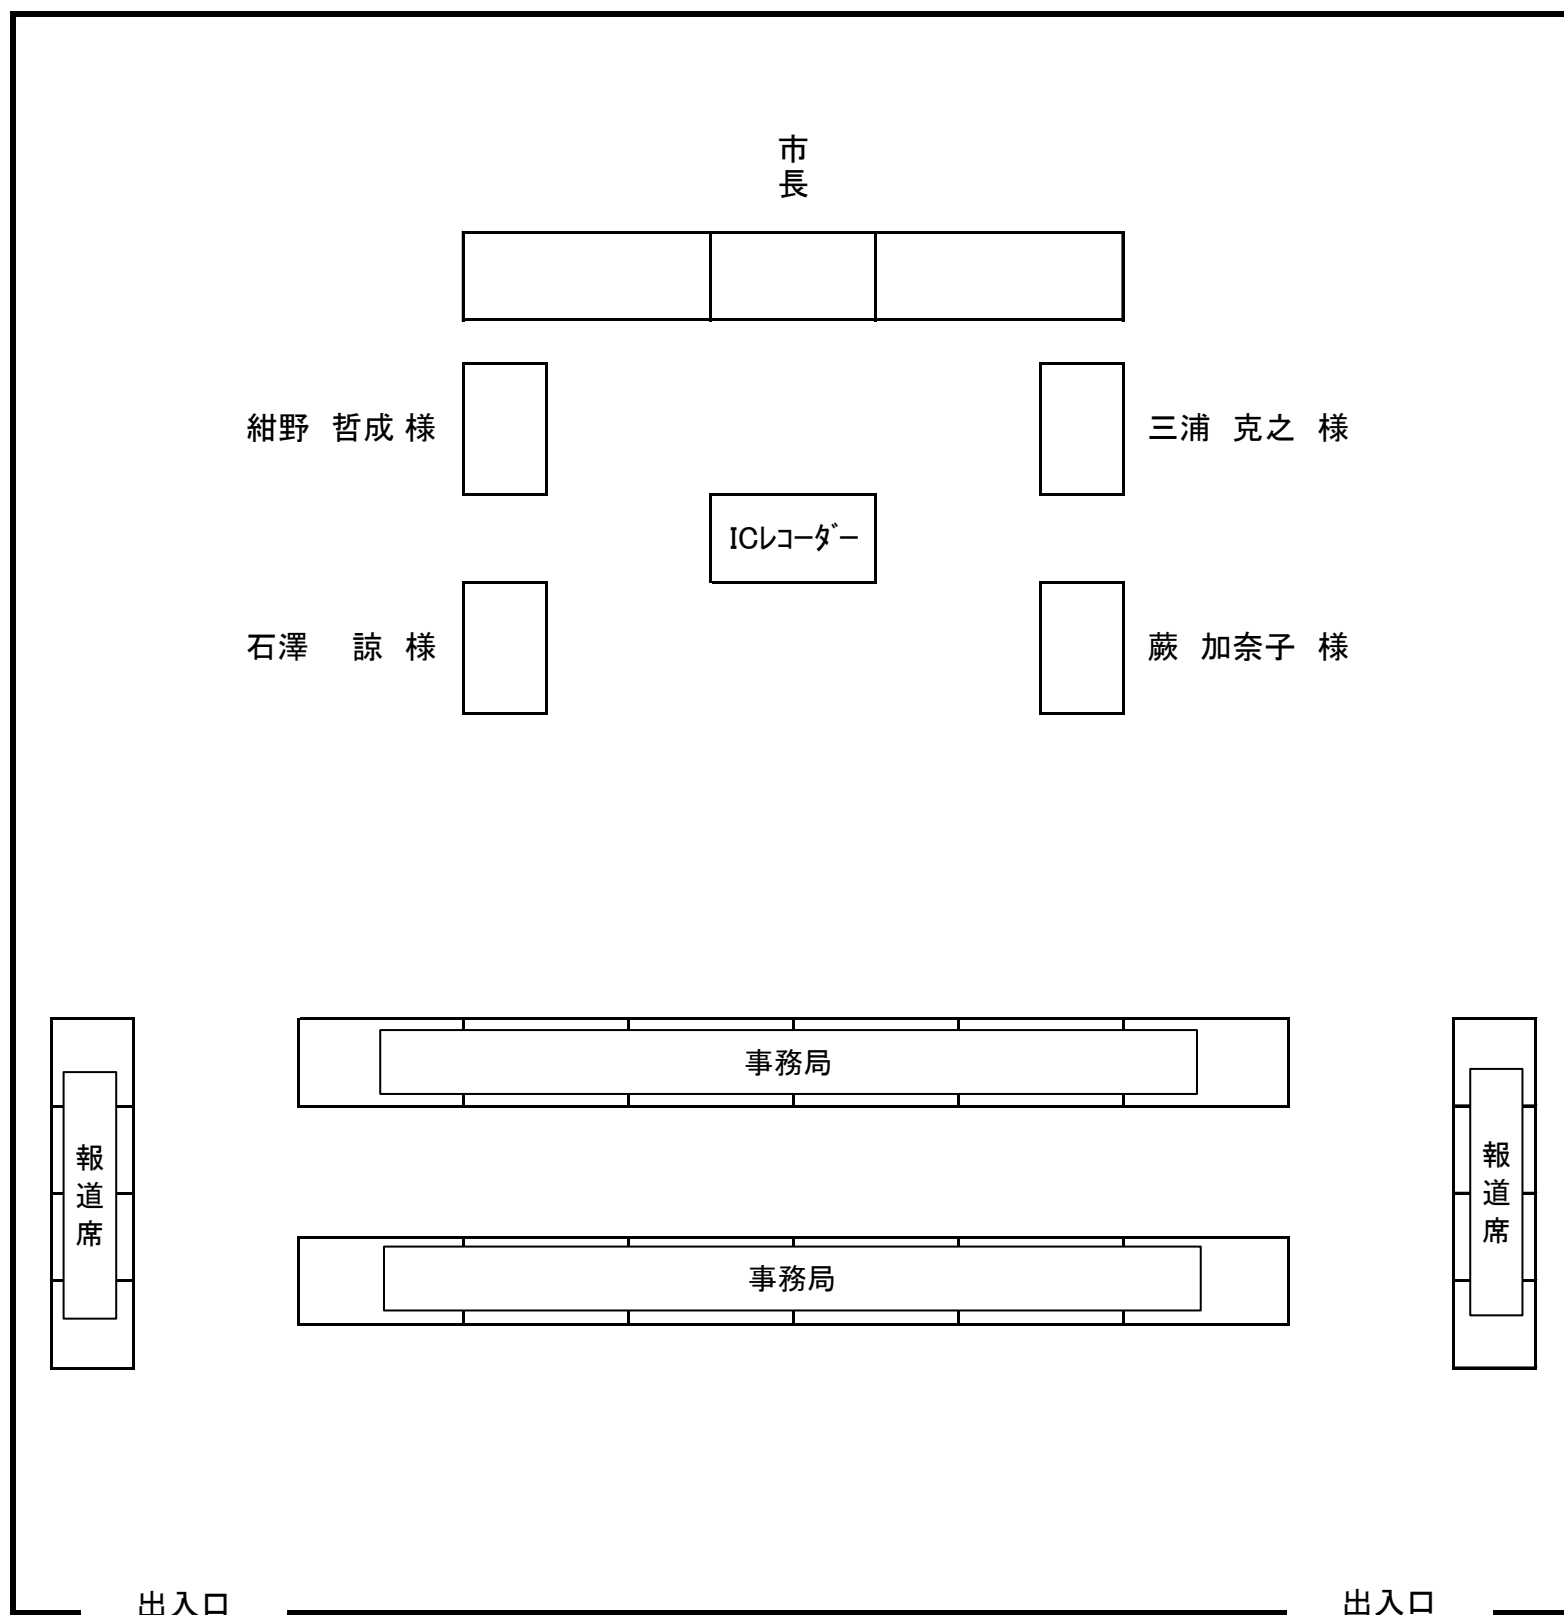 市長
紺野　哲成 様
三浦　克之　様
ICﾚｺｰﾀﾞｰ
石澤　　諒　様
蕨　加奈子　様
事務局
報道席
報道席
事務局
出入口
出入口